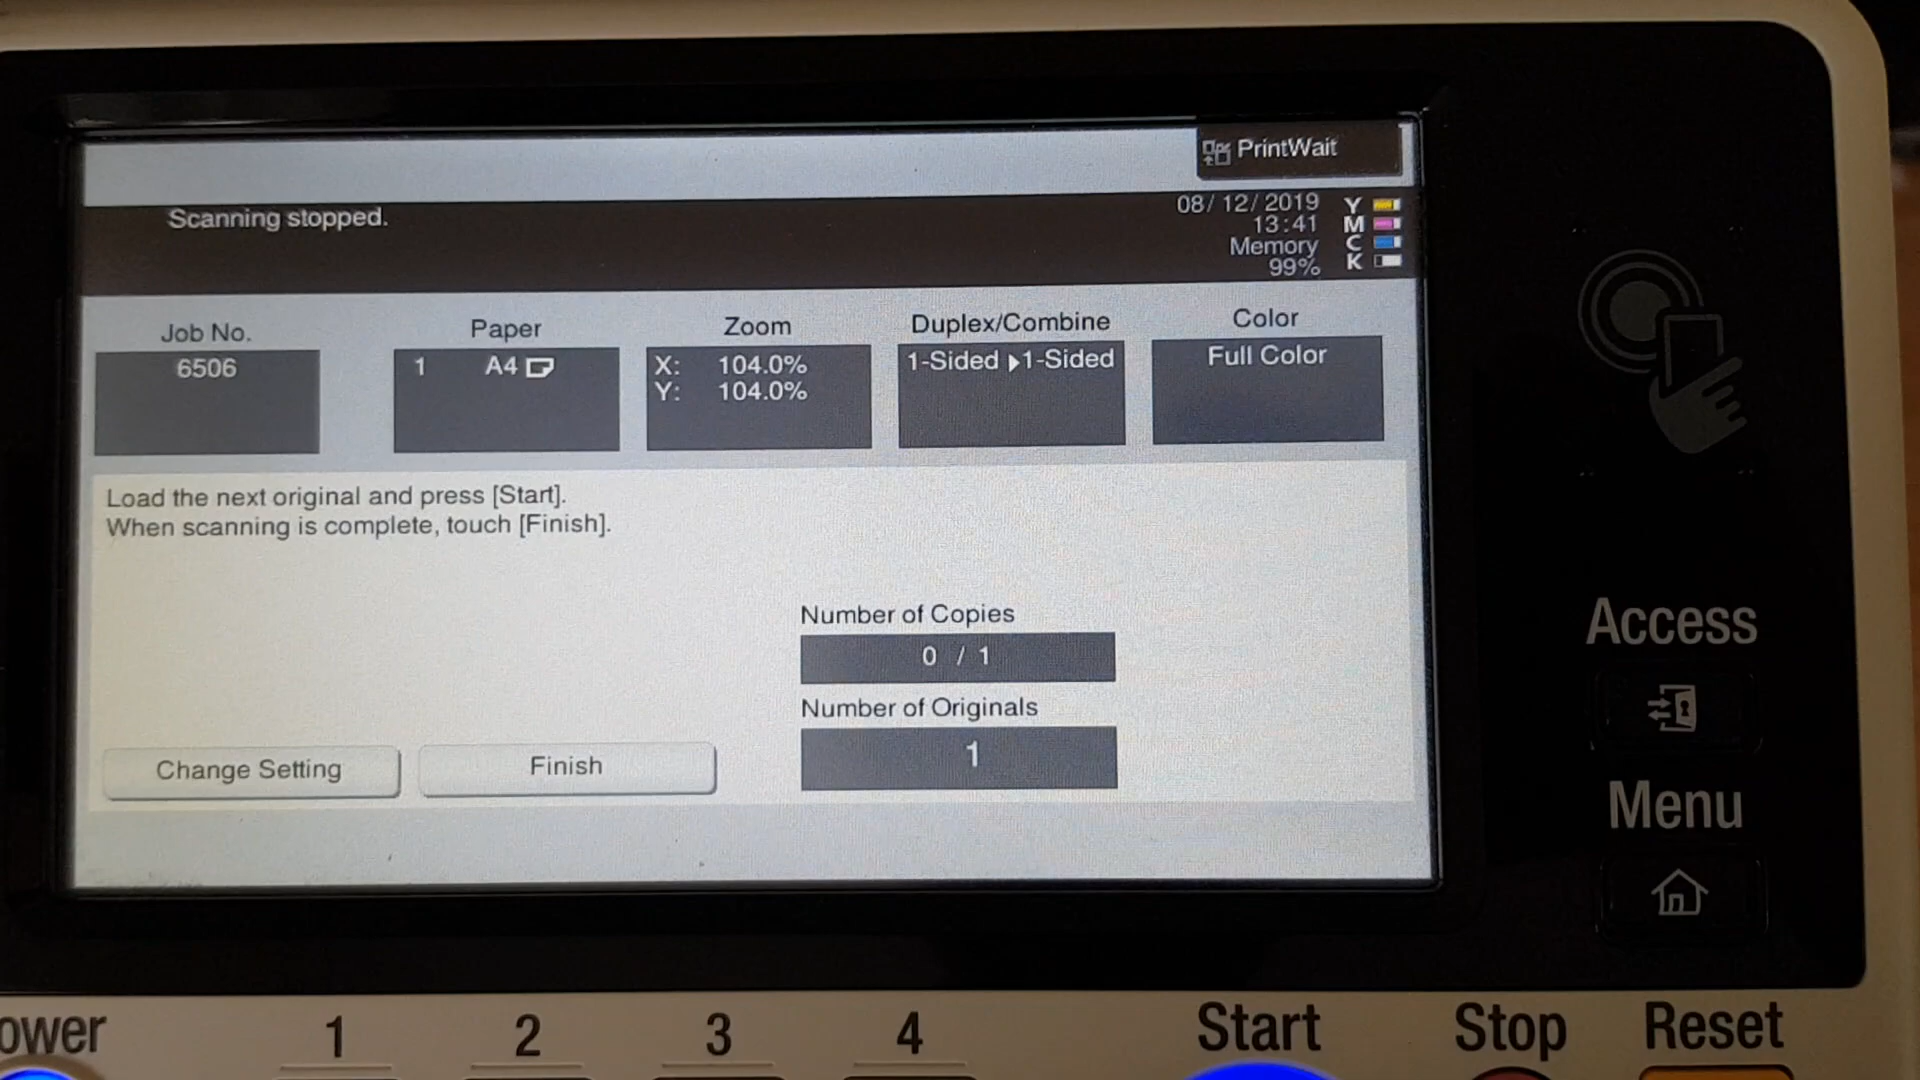 PrintWait
Scanning stopped.
08/12/2019 Y
13:41 M
Memory C
99% K
Job No.
6506
Paper
1 A4
Zoom
X: 104.0%
Y: 104.0%
Duplex/Combine
1-Sided ▶1-Sided
Color
Full Color
Load the next original and press [Start].
When scanning is complete, touch [Finish].
Number of Copies
0 / 1
Number of Originals
1
Change Setting
Finish
Access
Menu
ower 1 2 3 4 Start Stop Reset